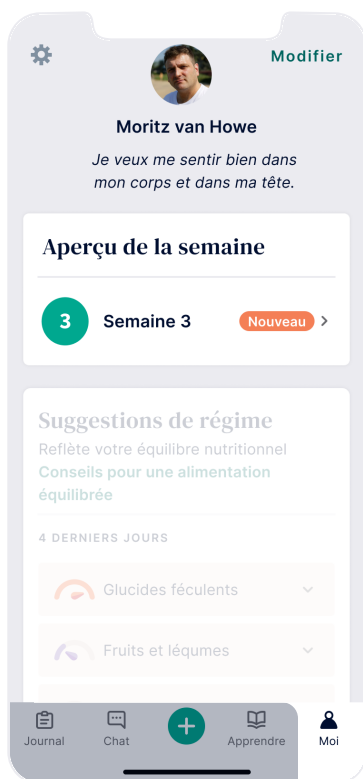 Modifier
Moritz van Howe
Je veux me sentir bien dans
mon corps et dans ma tête.
Aperçu de la semaine
3 Semaine 3 Nouveau
Suggestions de régime
Reflète votre équilibre nutritionnel
Conseils pour une alimentation
équilibrée
4 DERNIERS JOURS
Glucides féculents
Fruits et légumes
Journal Chat Apprendre Moi